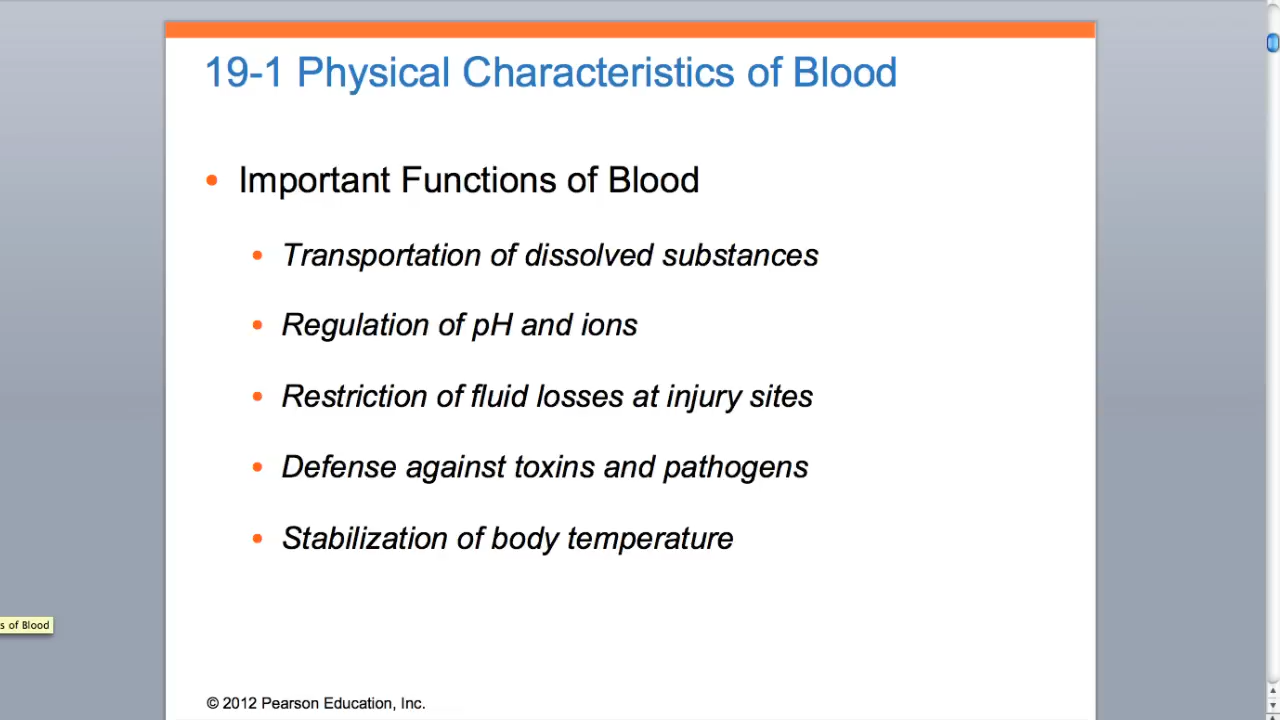 19-1 Physical Characteristics of Blood
• Important Functions of Blood
• Transportation of dissolved substances
• Regulation of pH and ions
• Restriction of fluid losses at injury sites
• Defense against toxins and pathogens
• Stabilization of body temperature
s of Blood
© 2012 Pearson Education, Inc.